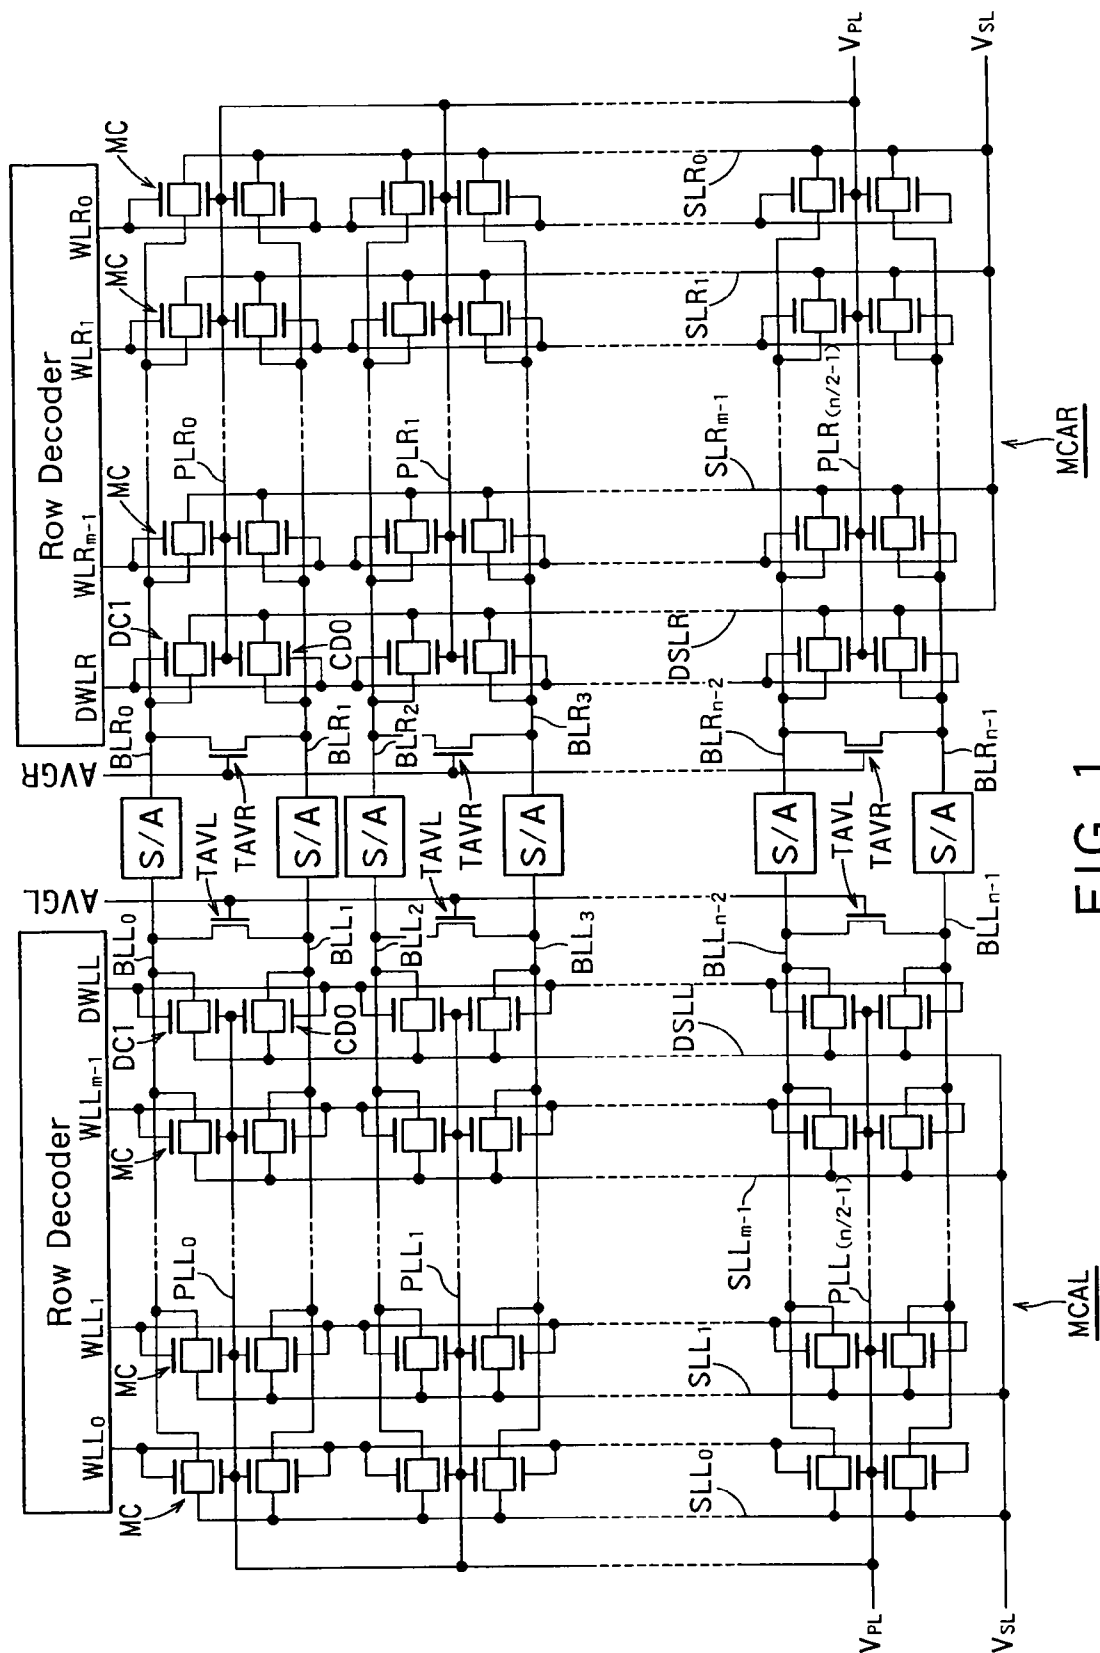 Row Decoder
Row Decoder
WLL0
WLL1
WLLm-1
DWLL
AVGL
AVGR
DWLR
WLRm-1
WLR1
WLR0
MC
MC
MC
DC1
BLL0
BLR0
DC1
MC
MC
MC
PLL0
CD0
TAVL
TAVR
CD0
PLR0
S/A
S/A
BLL1
BLR1
S/A
S/A
BLL2
BLR2
PLL1
TAVL
TAVR
PLR1
BLL3
BLR3
SLL0
SLL1
SLLm-1
DSLL
BLLn-2
BLRn-2
DSLR
SLRm-1
SLR1
SLR0
S/A
S/A
PLL(n/2-1)
TAVL
TAVR
PLR(n/2-1)
BLLn-1
BLRn-1
VPL
VPL
VSL
VSL
MCAL
MCAR
FIG. 1